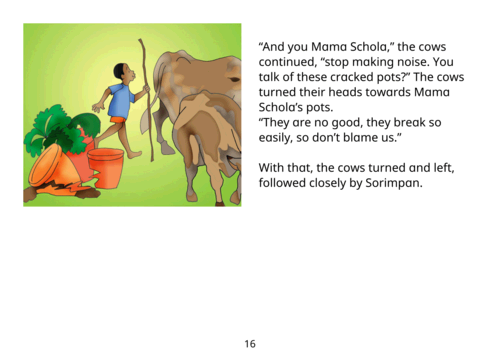 “And you Mama Schola,” the cows
continued, “stop making noise. You
talk of these cracked pots?” The cows
turned their heads towards Mama
Schola’s pots.
“They are no good, they break so
easily, so don’t blame us.”
With that, the cows turned and left,
followed closely by Sorimpan.
16